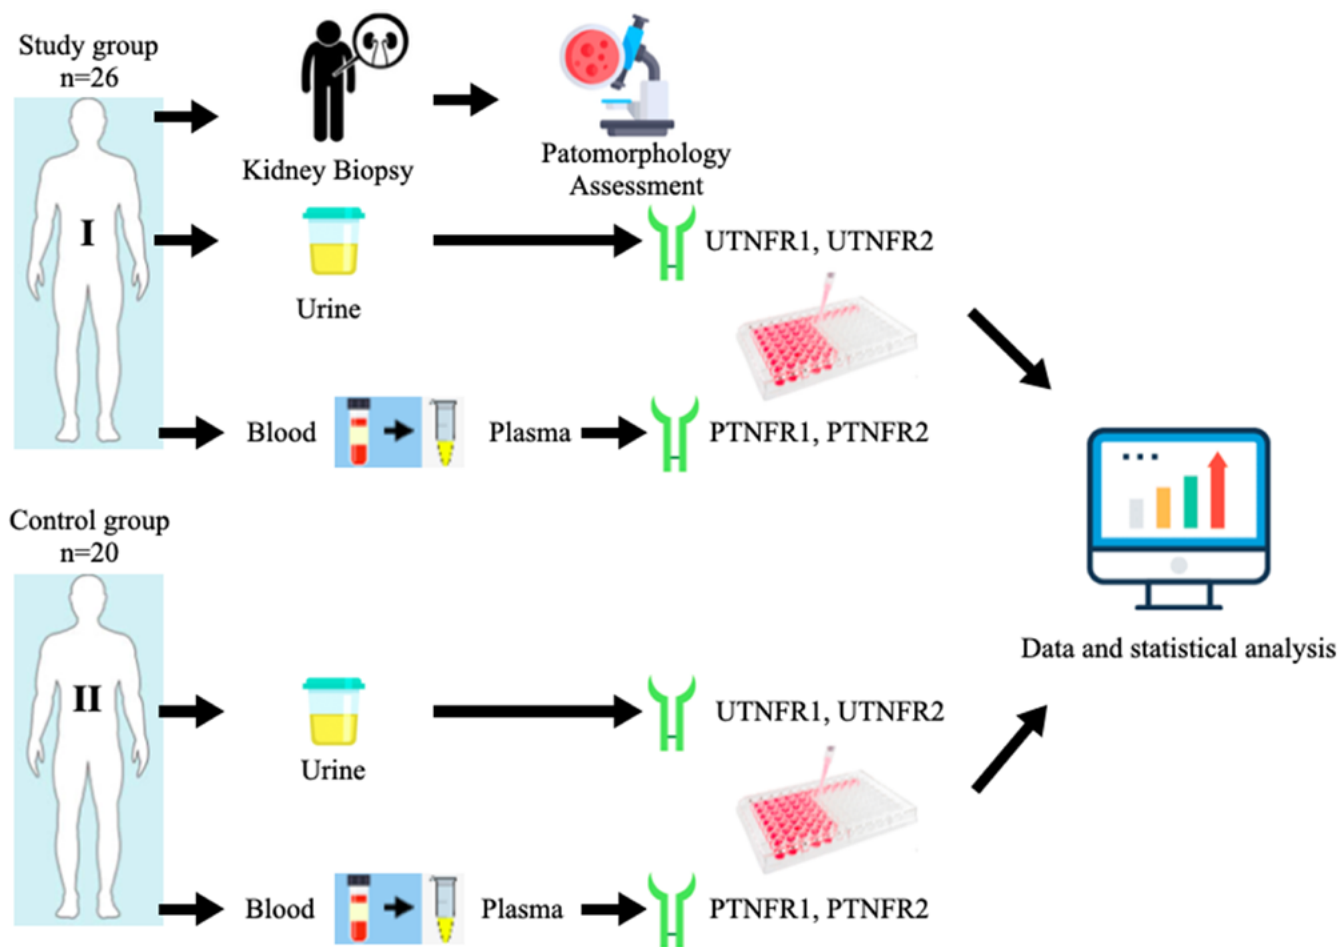 Study group
n=26
I
Kidney Biopsy
Patomorphology
Assessment
Urine
UTNFR1, UTNFR2
Blood
Plasma
PTNFR1, PTNFR2
Control group
n=20
II
Urine
UTNFR1, UTNFR2
Blood
Plasma
PTNFR1, PTNFR2
Data and statistical analysis